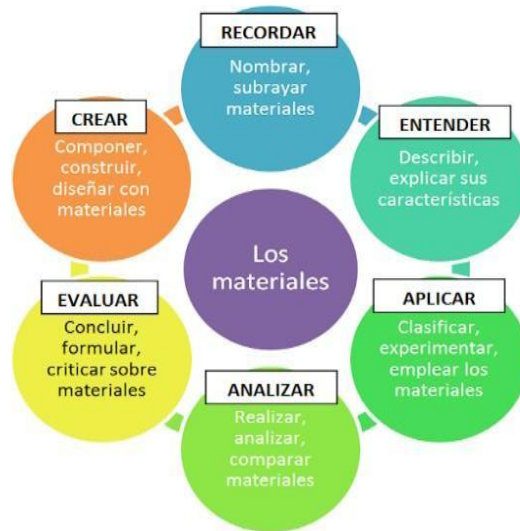 RECORDAR
Nombrar,
subrayar
materiales
ENTENDER
Describir,
explicar sus
características
APLICAR
Clasificar,
experimentar,
emplear los
materiales
ANALIZAR
Realizar,
analizar,
comparar
materiales
EVALUAR
Concluir,
formular,
criticar sobre
materiales
CREAR
Componer,
construir,
diseñar con
materiales
Los
materiales